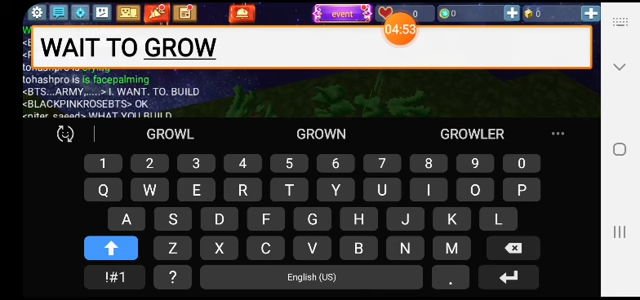 event
0
0
0
04:53
WAIT TO GROW
tohashpro is crying
tohashpro is is facepalming
<BTS...ARMY,.....> I. WANT. TO. BUILD
<BLACKPINKROSEBTS> OK
<piter_saeed> WHAT YOU BUILD
GROWL GROWN GROWLER
1 2 3 4 5 6 7 8 9 0
Q W E R T Y U I O P
A S D F G H J K L
Z X C V B N M
!#1 ? English (US) .